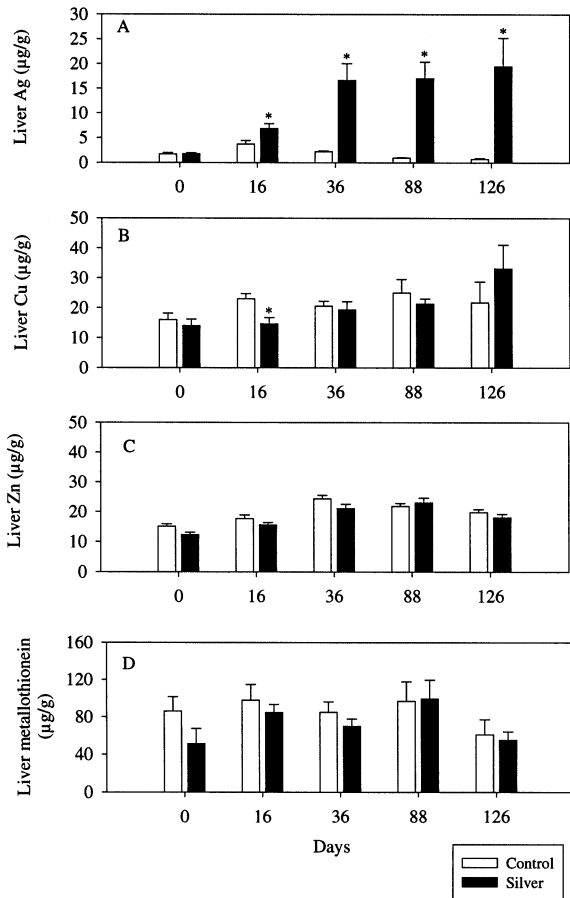 A
Liver Ag (µg/g)
30
25
20
15
10
5
0
*
*
*
*
0 16 36 88 126
B
Liver Cu (µg/g)
50
40
30
20
10
0
*
0 16 36 88 126
C
Liver Zn (µg/g)
50
40
30
20
10
0
0 16 36 88 126
D
Liver metallothionein
(µg/g)
160
120
80
40
0
0 16 36 88 126
Days
Control
Silver